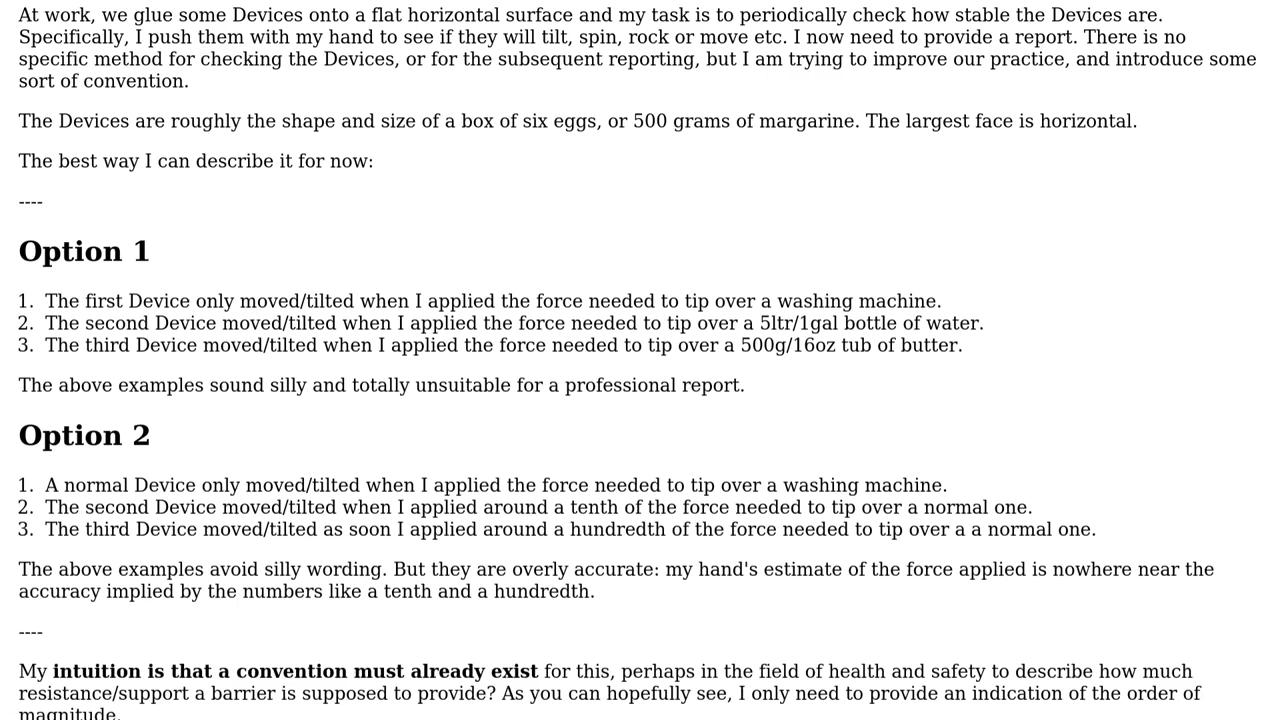 At work, we glue some Devices onto a flat horizontal surface and my task is to periodically check how stable the Devices are.
Specifically, I push them with my hand to see if they will tilt, spin, rock or move etc. I now need to provide a report. There is no
specific method for checking the Devices, or for the subsequent reporting, but I am trying to improve our practice, and introduce some
sort of convention.
The Devices are roughly the shape and size of a box of six eggs, or 500 grams of margarine. The largest face is horizontal.
The best way I can describe it for now:
----
Option 1
1. The first Device only moved/tilted when I applied the force needed to tip over a washing machine.
2. The second Device moved/tilted when I applied the force needed to tip over a 5ltr/1gal bottle of water.
3. The third Device moved/tilted when I applied the force needed to tip over a 500g/16oz tub of butter.
The above examples sound silly and totally unsuitable for a professional report.
Option 2
1. A normal Device only moved/tilted when I applied the force needed to tip over a washing machine.
2. The second Device moved/tilted when I applied around a tenth of the force needed to tip over a normal one.
3. The third Device moved/tilted as soon I applied around a hundredth of the force needed to tip over a a normal one.
The above examples avoid silly wording. But they are overly accurate: my hand's estimate of the force applied is nowhere near the
accuracy implied by the numbers like a tenth and a hundredth.
----
My intuition is that a convention must already exist for this, perhaps in the field of health and safety to describe how much
resistance/support a barrier is supposed to provide? As you can hopefully see, I only need to provide an indication of the order of
magnitude.